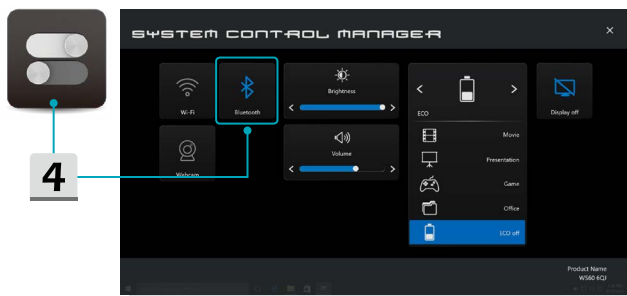 SYSTEM CONTROL MANAGER
Wi-Fi
Bluetooth
Brightness
ECO
Display off
Movie
4
Webcam
Volume
Presentation
Game
Office
ECO off
Product Name
WS60 6QJ